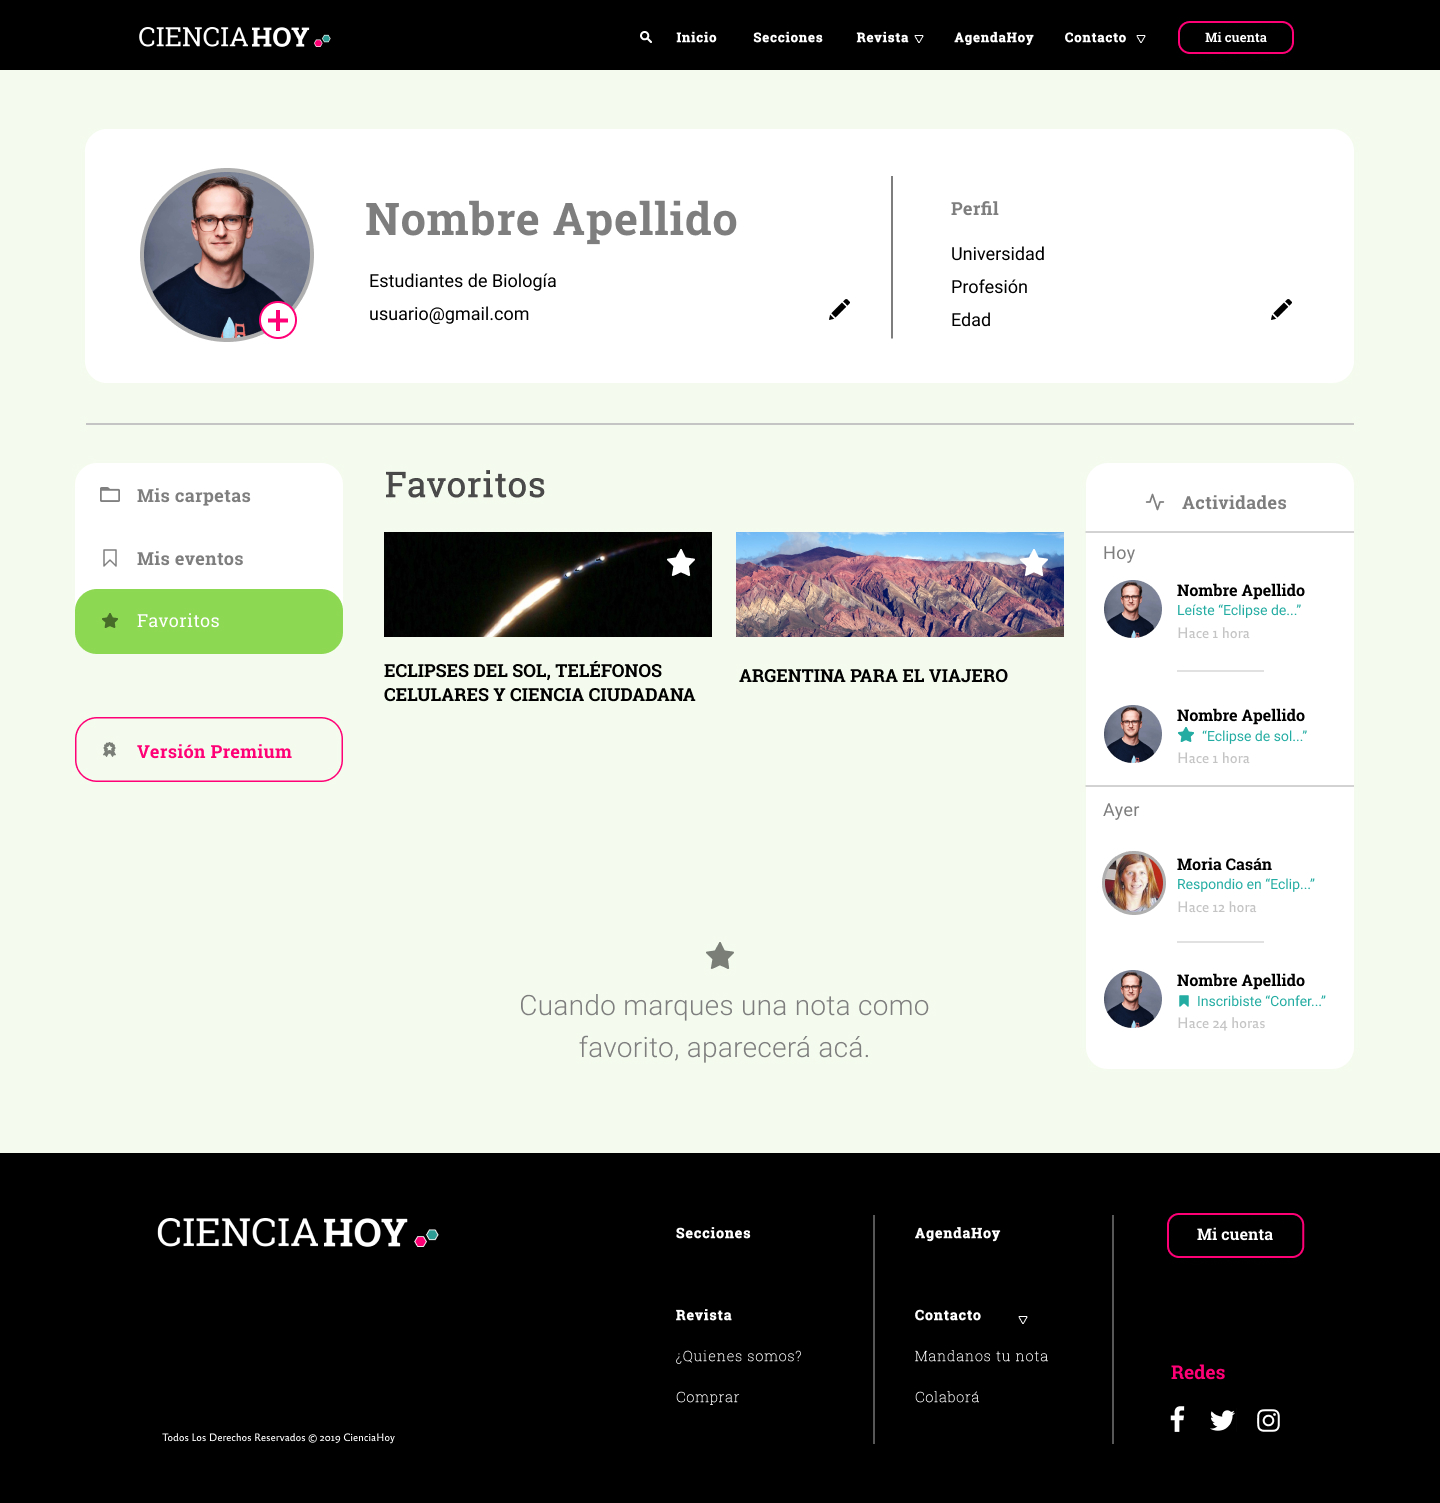 CIENCIAHOY
Inicio
Secciones
Revista
AgendaHoy
Contacto
Mi cuenta
Nombre Apellido
Estudiantes de Biología
usuario@gmail.com
Perfil
Universidad
Profesión
Edad
Mis carpetas
Mis eventos
Favoritos
Versión Premium
Favoritos
ECLIPSES DEL SOL, TELÉFONOS
CELULARES Y CIENCIA CIUDADANA
ARGENTINA PARA EL VIAJERO
Cuando marques una nota como
favorito, aparecerá acá.
Actividades
Hoy
Nombre Apellido
Leíste “Eclipse de...”
Hace 1 hora
Nombre Apellido
“Eclipse de sol...”
Hace 1 hora
Ayer
Moria Casán
Respondio en “Eclip...”
Hace 12 hora
Nombre Apellido
Inscribiste “Confer...”
Hace 24 horas
CIENCIAHOY
Todos Los Derechos Reservados © 2019 CienciaHoy
Secciones
Revista
¿Quienes somos?
Comprar
AgendaHoy
Contacto
Mandanos tu nota
Colaborá
Mi cuenta
Redes